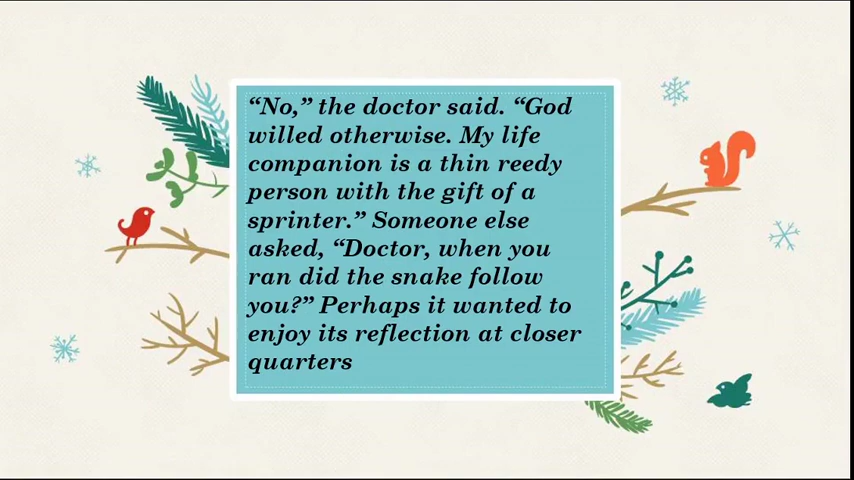 “No,” the doctor said. “God
willed otherwise. My life
companion is a thin reedy
person with the gift of a
sprinter.” Someone else
asked, “Doctor, when you
ran did the snake follow
you?” Perhaps it wanted to
enjoy its reflection at closer
quarters